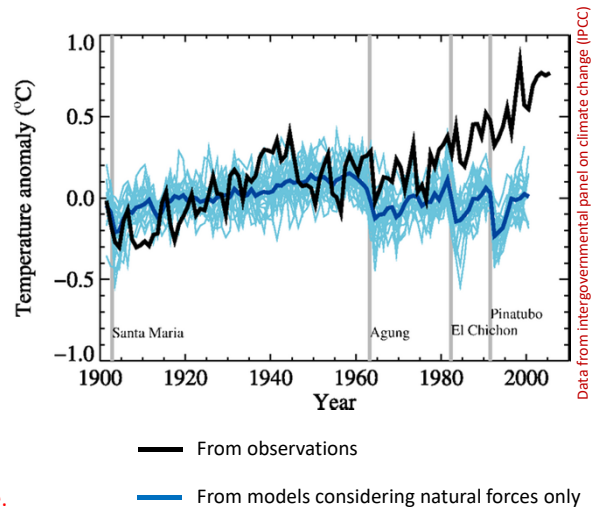 1.0
0.5
0.0
−0.5
−1.0
Temperature anomaly (°C)
Santa Maria
Agung
El Chichon
Pinatubo
1900
1920
1940
1960
1980
2000
Year
Data from intergovernmental panel on climate change (IPCC)
From observations
From models considering natural forces only
.